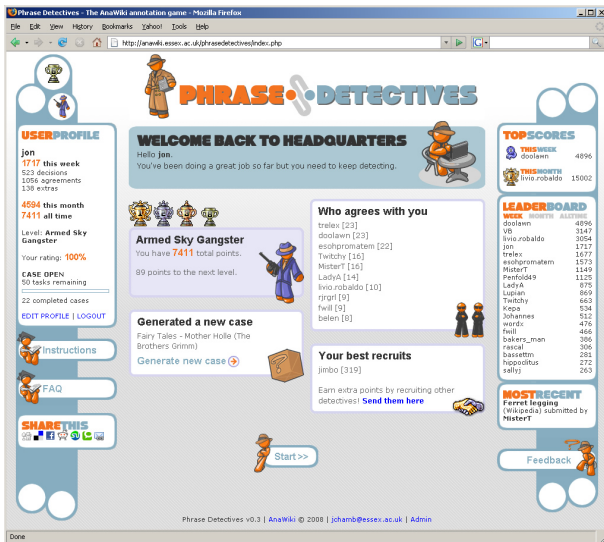 Phrase Detectives - The AnaWiki annotation game - Mozilla Firefox
File Edit View History Bookmarks Yahoo! Tools Help
http://anawiki.essex.ac.uk/phrasedetectives/index.php
G
PHRASE DETECTIVES
USERPROFILE
jon
1717 this week
523 decisions
1056 agreements
138 extras
4594 this month
7411 all time
Level: Armed Sky
Gangster
Your rating: 100%
CASE OPEN
50 tasks remaining
22 completed cases
EDIT PROFILE | LOGOUT
Instructions
FAQ
SHARETHIS
WELCOME BACK TO HEADQUARTERS
Hello jon.
You've been doing a great job so far but you need to keep detecting.
Armed Sky Gangster
You have 7411 total points.
89 points to the next level.
Generated a new case
Fairy Tales - Mother Holle (The
Brothers Grimm)
Generate new case
Who agrees with you
trelex [23]
doolawn [23]
esohpromatem [22]
Twitchy [16]
MisterT [16]
LadyA [14]
livio.robaldo [10]
rjrgrl [9]
fwill [9]
belen [8]
Your best recruits
jimbo [319]
Earn extra points by recruiting other
detectives! Send them here
Start >>
TOPSCORES
THISWEEK
doolawn 4896
THISMONTH
livio.robaldo 15002
LEADERBOARD
WEEK MONTH ALLTIME
doolawn 4896
VB 3147
livio.robaldo 3054
jon 1717
trelex 1677
esohpromatem 1573
MisterT 1149
Penfold49 1125
LadyA 875
Lupian 869
Twitchy 663
Kepa 534
Johannes 512
wordx 476
fwill 466
bakers_man 386
rascal 306
bassettm 281
hippoclitus 272
sallyj 263
MOSTRECENT
Ferret legging
(Wikipedia) submitted by
MisterT
Feedback
Phrase Detectives v0.3 | AnaWiki © 2008 | jchamb@essex.ac.uk | Admin
Done